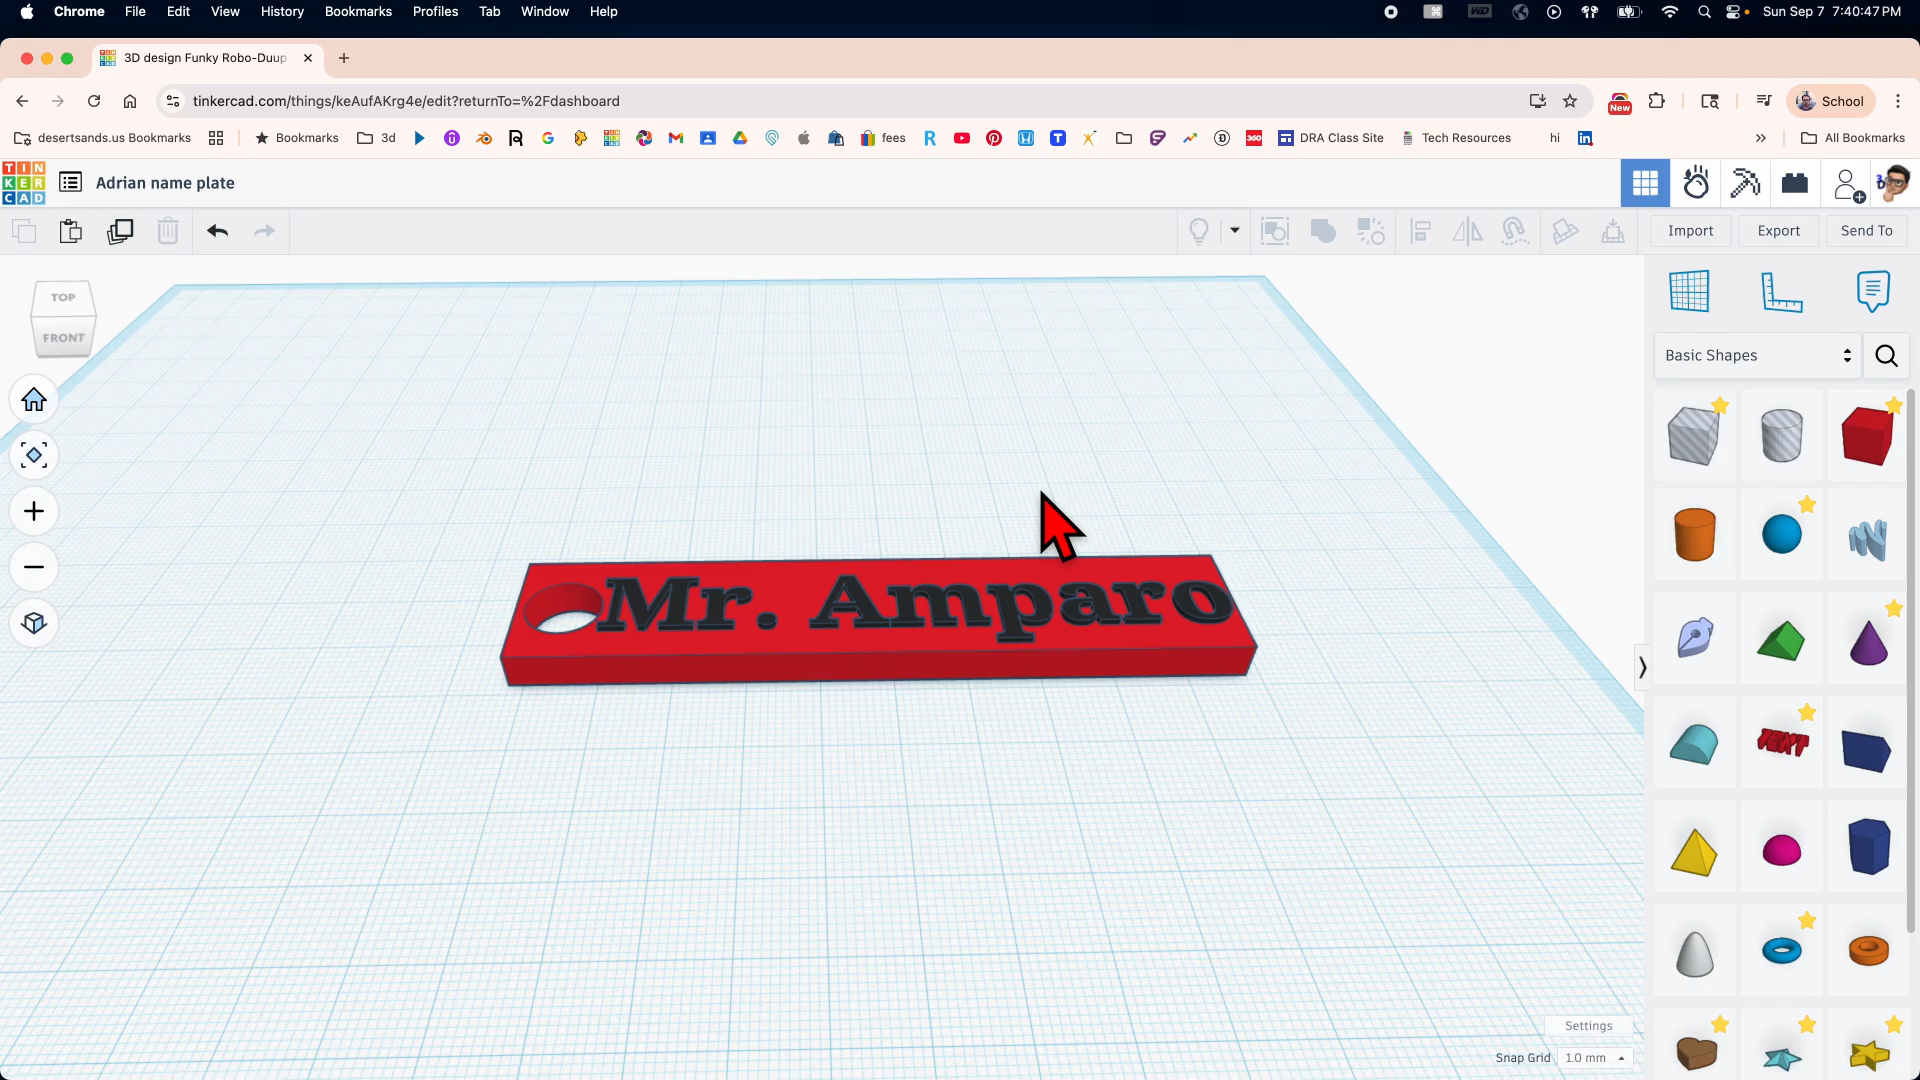 Chrome File Edit View History Bookmarks Profiles Tab Window Help Sun Sep 7 7:40:47 PM
3D design Funky Robo-Duup
tinkercad.com/things/keAufAKrg4e/edit?returnTo=%2Fdashboard New School
desertsands.us Bookmarks Bookmarks 3d fees DRA Class Site Tech Resources hi All Bookmarks
TINKERCAD Adrian name plate
Import Export Send To
TOP
FRONT
Basic Shapes
Mr. Amparo
TEXT
Settings
Snap Grid 1.0 mm